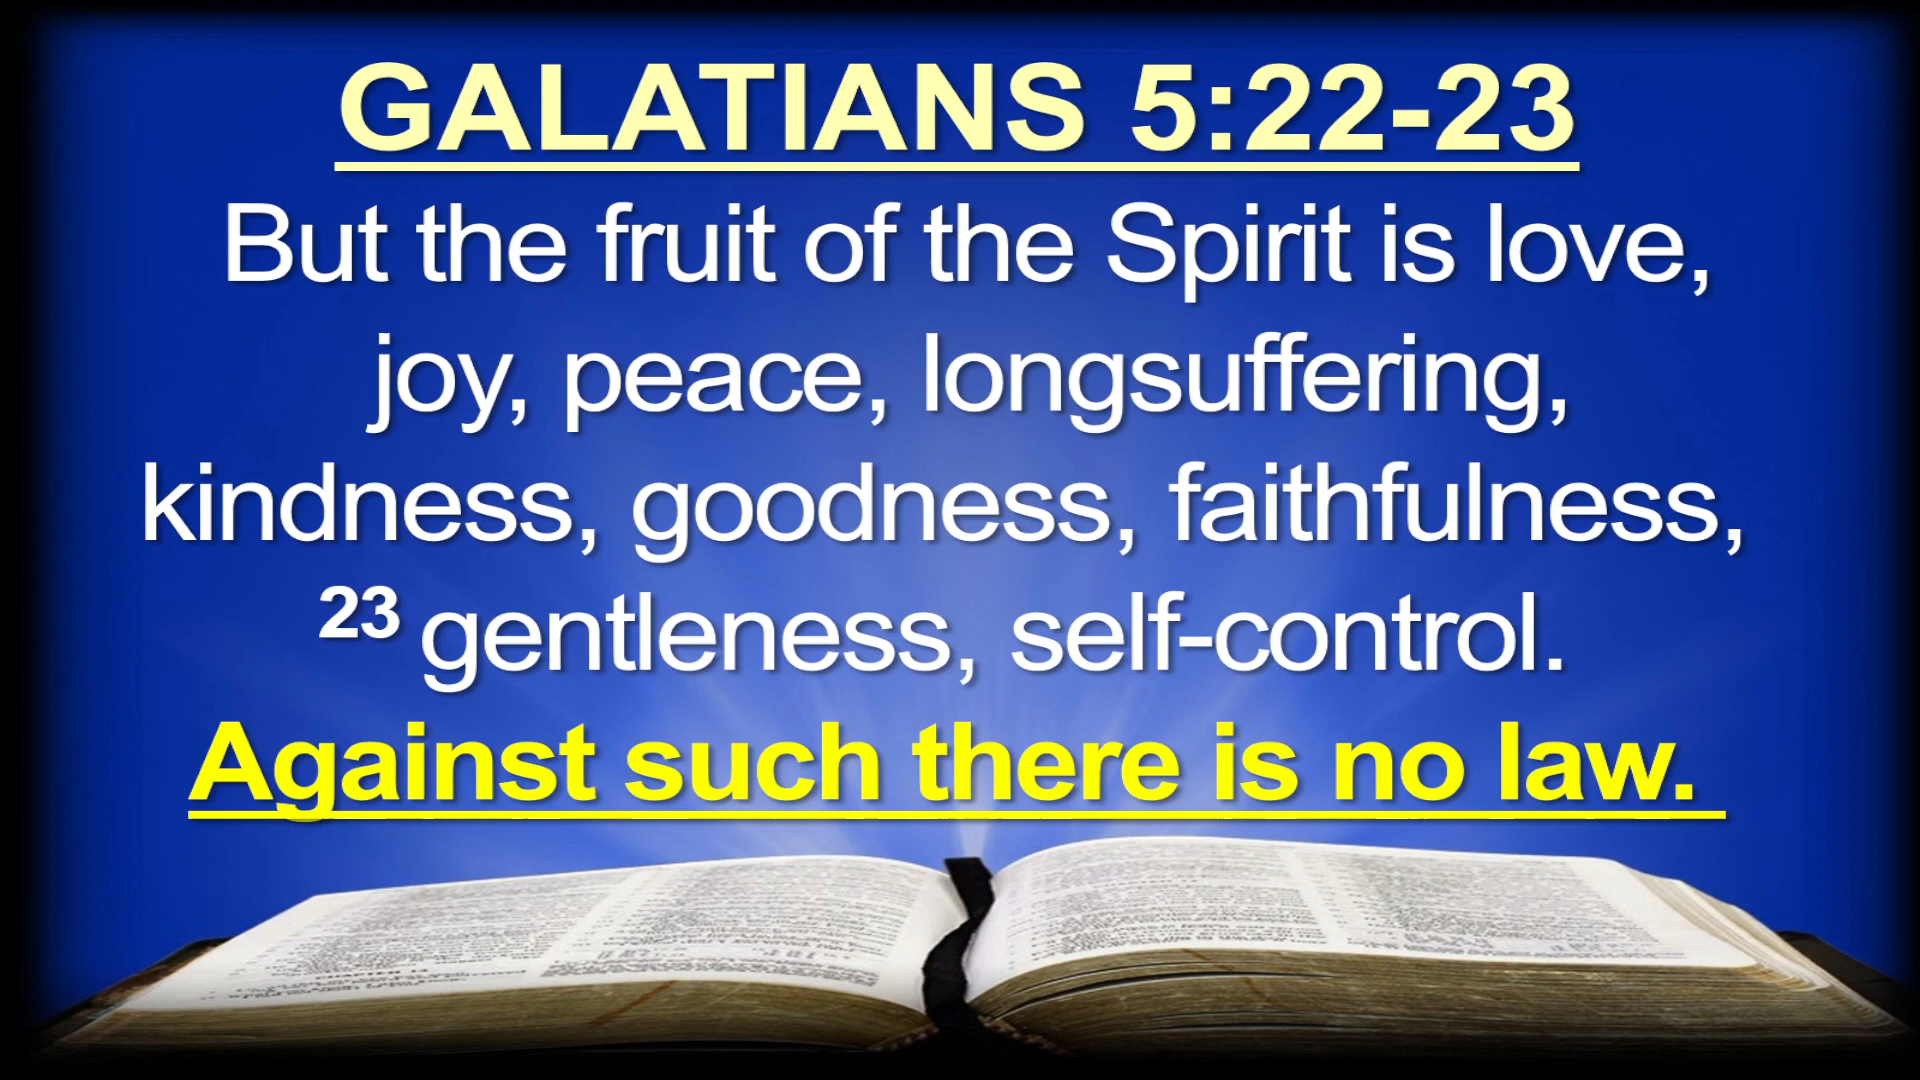 GALATIANS 5:22-23
But the fruit of the Spirit is love,
joy, peace, longsuffering,
kindness, goodness, faithfulness,
23 gentleness, self-control.
Against such there is no law.